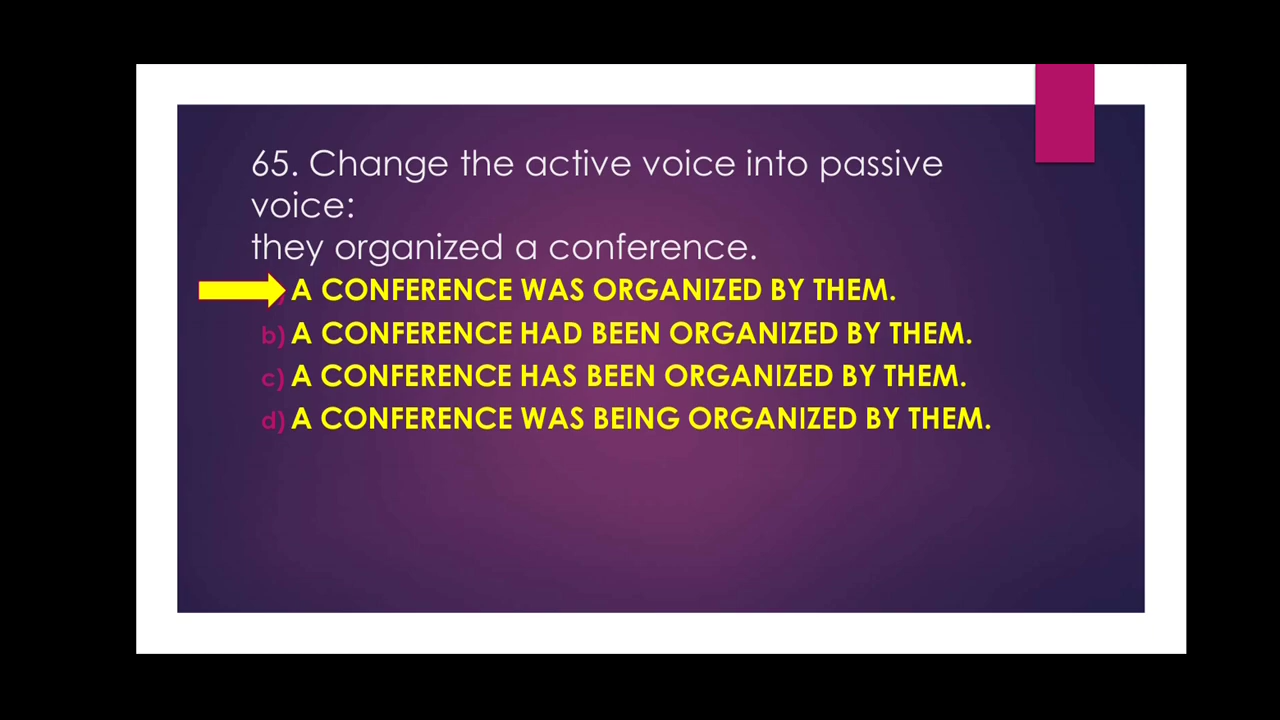 65. Change the active voice into passive
voice:
they organized a conference.
A CONFERENCE WAS ORGANIZED BY THEM.
b) A CONFERENCE HAD BEEN ORGANIZED BY THEM.
c) A CONFERENCE HAS BEEN ORGANIZED BY THEM.
d) A CONFERENCE WAS BEING ORGANIZED BY THEM.